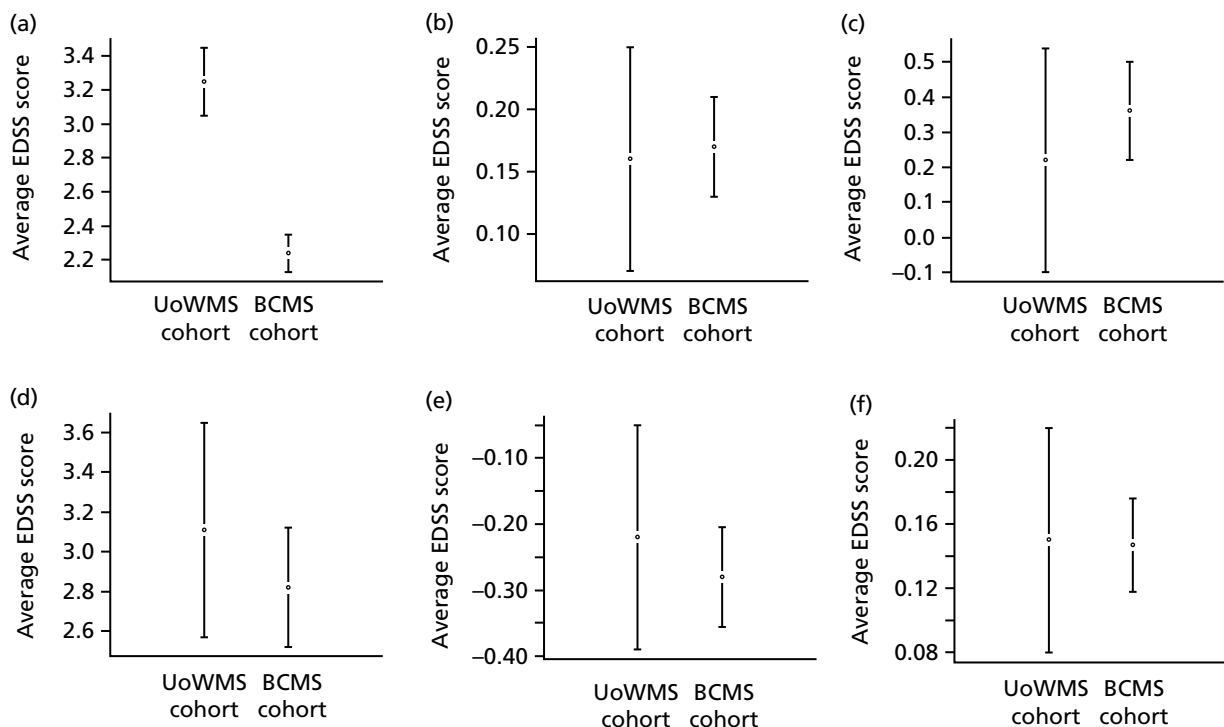 (a)
Average EDSS score
3.4
3.2
3.0
2.8
2.6
2.4
2.2
UoWMS BCMS
cohort cohort
(b)
Average EDSS score
0.25
0.20
0.15
0.10
UoWMS BCMS
cohort cohort
(c)
Average EDSS score
0.5
0.4
0.3
0.2
0.1
0.0
−0.1
UoWMS BCMS
cohort cohort
(d)
Average EDSS score
3.6
3.4
3.2
3.0
2.8
2.6
UoWMS BCMS
cohort cohort
(e)
Average EDSS score
−0.10
−0.20
−0.30
−0.40
UoWMS BCMS
cohort cohort
(f)
Average EDSS score
0.20
0.16
0.12
0.08
UoWMS BCMS
cohort cohort